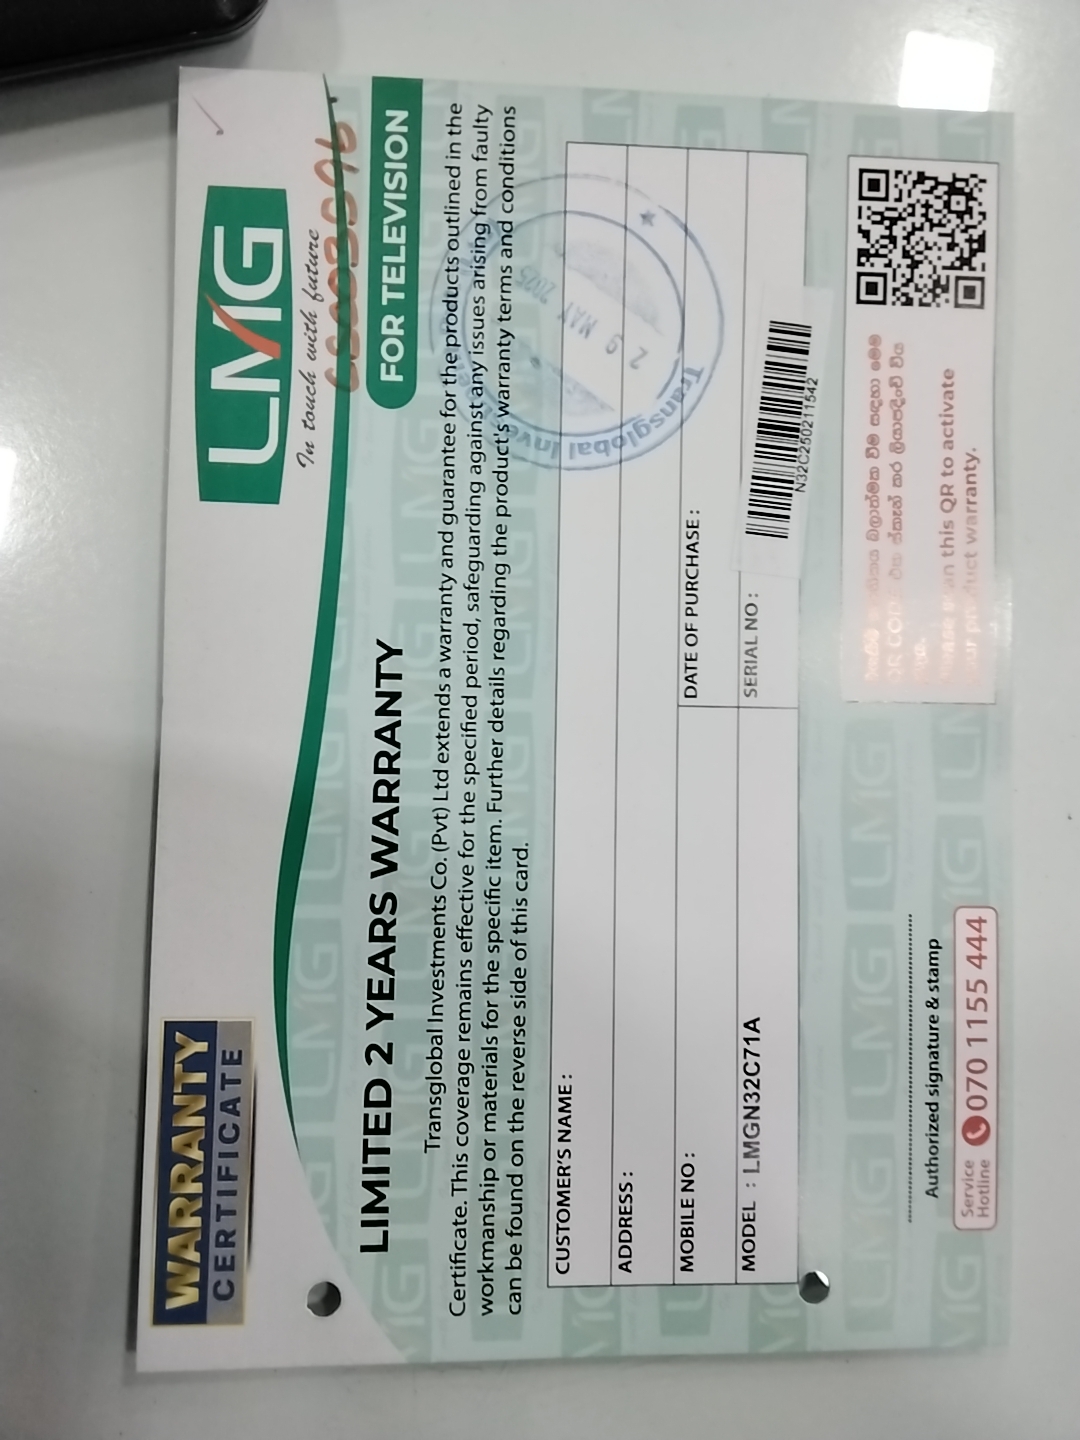 WARRANTY
CERTIFICATE
LMG
In touch with future
LIMITED 2 YEARS WARRANTY
FOR TELEVISION
Transglobal Investments Co. (Pvt) Ltd extends a warranty and guarantee for the products outlined in the
Certificate. This coverage remains effective for the specified period, safeguarding against any issues arising from faulty
workmanship or materials for the specific item. Further details regarding the product's warranty terms and conditions
can be found on the reverse side of this card.
CUSTOMER'S NAME :
ADDRESS :
MOBILE NO :
DATE OF PURCHASE :
MODEL : LMGN32C71A
SERIAL NO :
N32C250211542
Transglobal Inve
29 MAY 2025
Authorized signature & stamp
Service
Hotline
070 1155 444
වලංගුතාවය
this QR to activate
warranty.